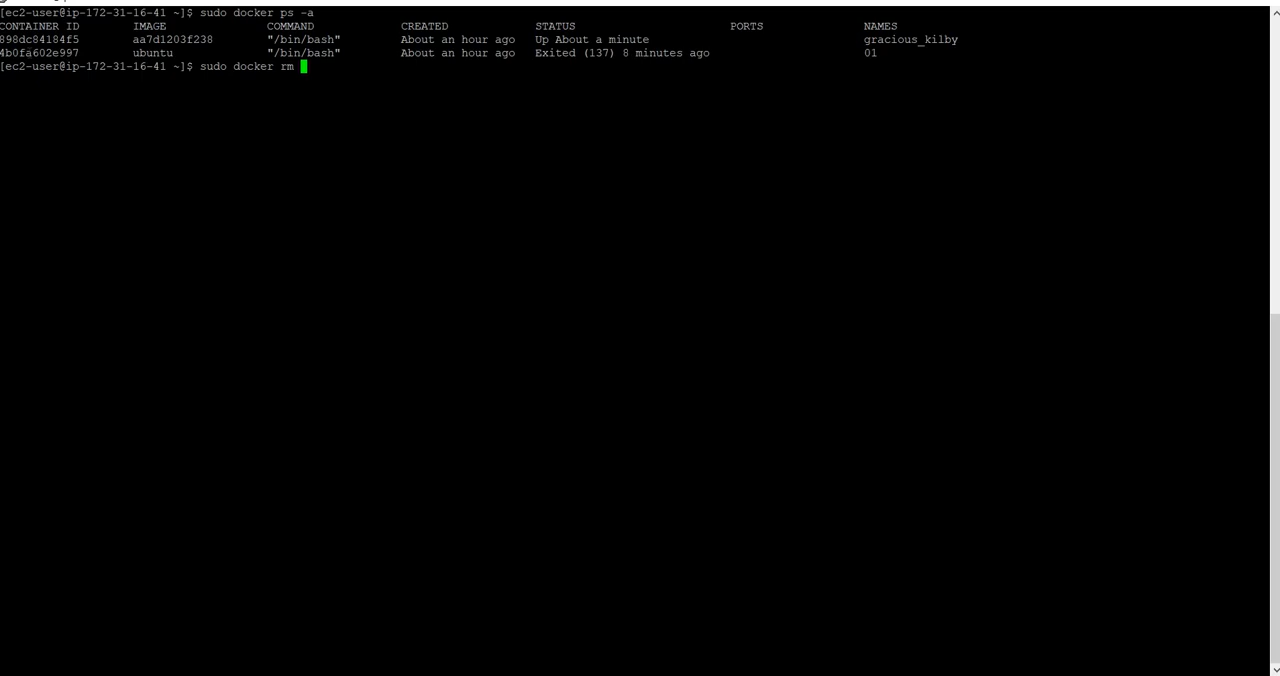 [ec2-user@ip-172-31-16-41 ~]$ sudo docker ps -a
CONTAINER ID IMAGE COMMAND CREATED STATUS PORTS NAMES
898dc84184f5 aa7d1203f238 "/bin/bash" About an hour ago Up About a minute gracious_kilby
4b0fa602e997 ubuntu "/bin/bash" About an hour ago Exited (137) 8 minutes ago 01
[ec2-user@ip-172-31-16-41 ~]$ sudo docker rm